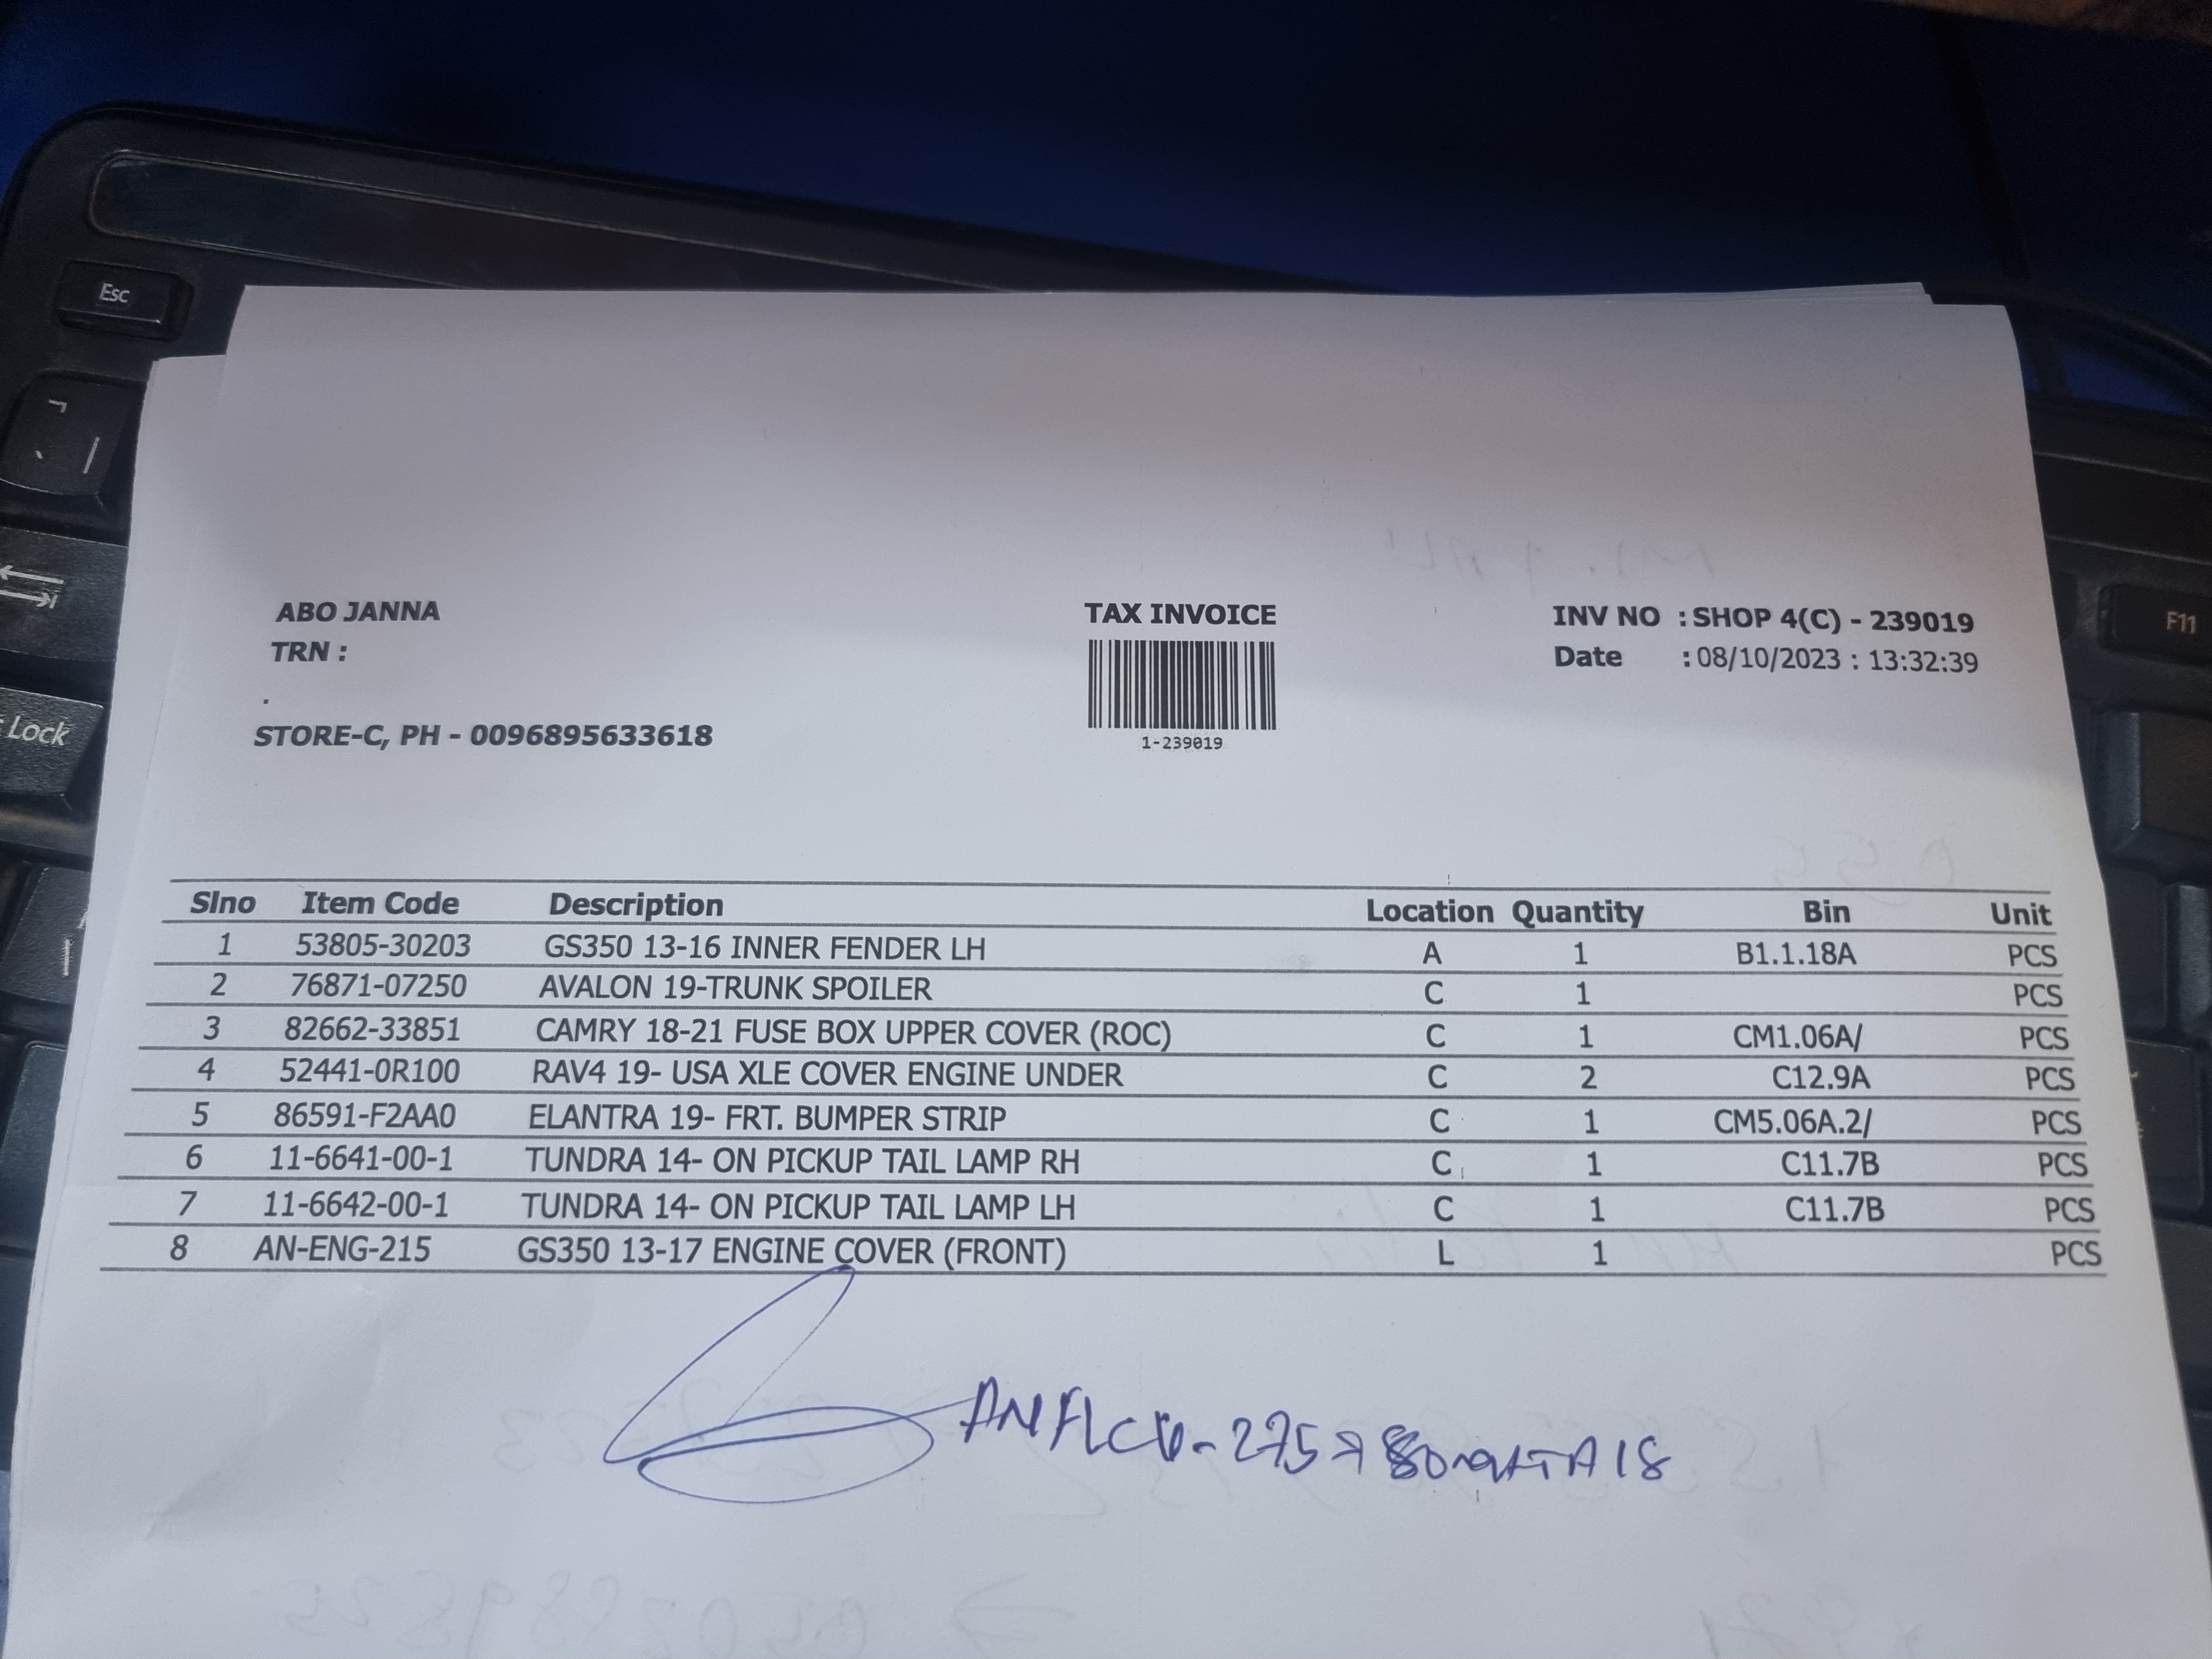 Esc
Lock
F11
ABO JANNA
TRN :
.
STORE-C, PH - 0096895633618
TAX INVOICE
1-239019
INV NO : SHOP 4(C) - 239019
Date : 08/10/2023 : 13:32:39
Slno Item Code Description Location Quantity Bin Unit
1 53805-30203 GS350 13-16 INNER FENDER LH A 1 B1.1.18A PCS
2 76871-07250 AVALON 19-TRUNK SPOILER C 1 PCS
3 82662-33851 CAMRY 18-21 FUSE BOX UPPER COVER (ROC) C 1 CM1.06A/ PCS
4 52441-0R100 RAV4 19- USA XLE COVER ENGINE UNDER C 2 C12.9A PCS
5 86591-F2AA0 ELANTRA 19- FRT. BUMPER STRIP C 1 CM5.06A.2/ PCS
6 11-6641-00-1 TUNDRA 14- ON PICKUP TAIL LAMP RH C 1 C11.7B PCS
7 11-6642-00-1 TUNDRA 14- ON PICKUP TAIL LAMP LH C 1 C11.7B PCS
8 AN-ENG-215 GS350 13-17 ENGINE COVER (FRONT) L 1 PCS